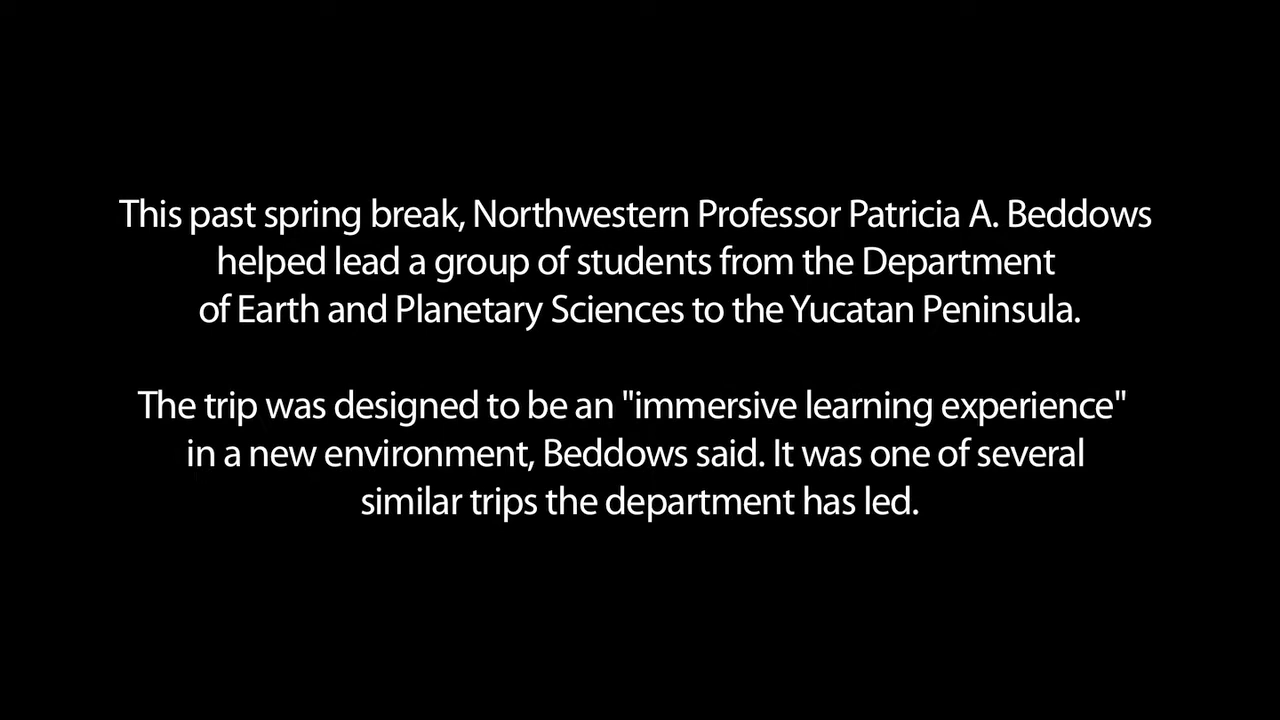 This past spring break, Northwestern Professor Patricia A. Beddows
helped lead a group of students from the Department
of Earth and Planetary Sciences to the Yucatan Peninsula.
The trip was designed to be an "immersive learning experience"
in a new environment, Beddows said. It was one of several
similar trips the department has led.